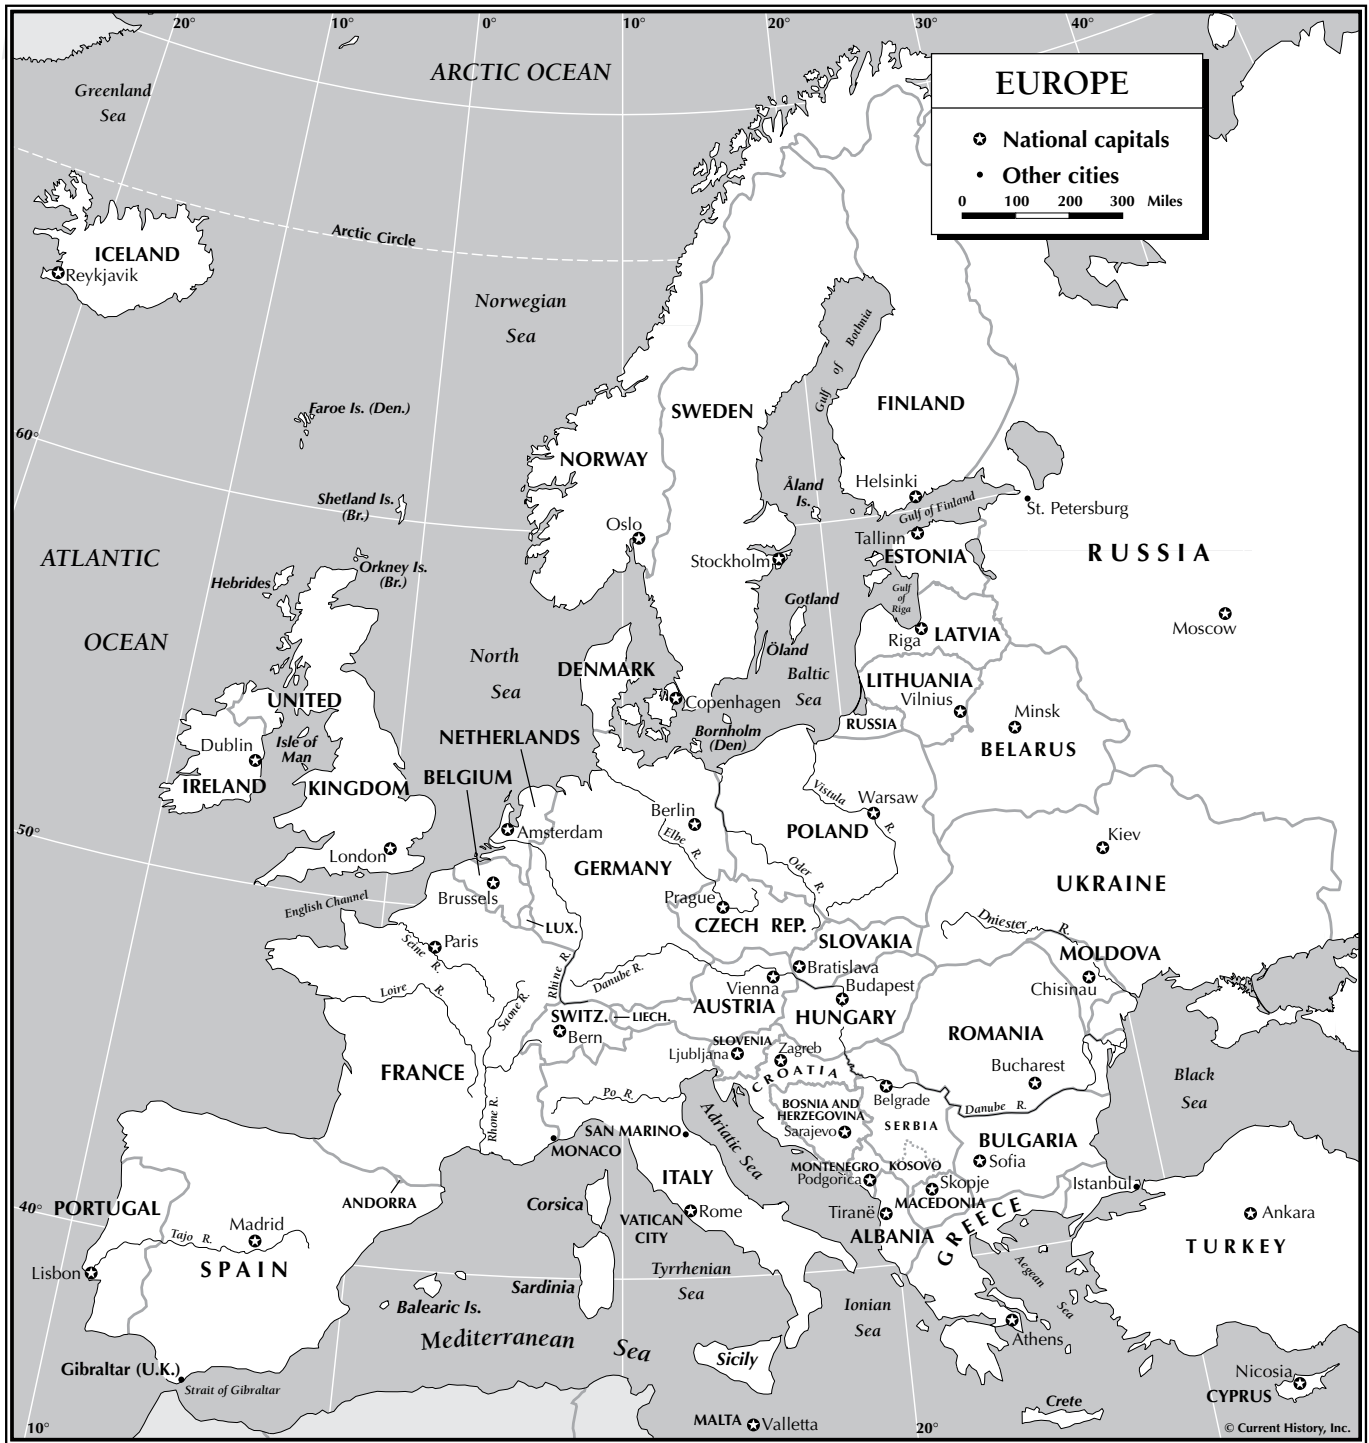 20°
10°
0°
10°
20°
30°
40°
ARCTIC OCEAN
EUROPE
National capitals
Other cities
0 100 200 300 Miles
Greenland
Sea
Arctic Circle
ICELAND
Reykjavik
Norwegian
Sea
Gulf of Bothnia
Faroe Is. (Den.)
SWEDEN
FINLAND
60°
NORWAY
Shetland Is.
(Br.)
Åland
Is.
Helsinki
Gulf of Finland
St. Petersburg
Oslo
Tallinn
ESTONIA
RUSSIA
ATLANTIC
OCEAN
Stockholm
Orkney Is.
(Br.)
Hebrides
Gulf
of
Riga
Gotland
Moscow
Riga
LATVIA
Öland
North
Sea
DENMARK
Baltic
Sea
LITHUANIA
Vilnius
UNITED
KINGDOM
Copenhagen
RUSSIA
Minsk
BELARUS
Bornholm
(Den)
NETHERLANDS
Dublin
Isle of
Man
IRELAND
BELGIUM
Vistula R.
Warsaw
Berlin
POLAND
50°
Amsterdam
Elbe R.
Kiev
London
GERMANY
Oder R.
UKRAINE
Brussels
English Channel
Prague
CZECH REP.
LUX.
Dniester R.
Paris
Seine R.
SLOVAKIA
MOLDOVA
Bratislava
Rhine R.
Danube R.
Vienna
Budapest
Chisinau
Loire R.
Saone R.
AUSTRIA
SWITZ.
LIECH.
HUNGARY
Bern
ROMANIA
SLOVENIA
Ljubljana
Zagreb
CROATIA
FRANCE
Bucharest
Black
Sea
Po R.
Belgrade
Danube R.
BOSNIA AND
HERZEGOVINA
Sarajevo
Rhone R.
Adriatic Sea
SERBIA
SAN MARINO
MONACO
BULGARIA
Sofia
MONTENEGRO
Podgorica
KOSOVO
ITALY
Skopje
Istanbul
ANDORRA
Corsica
MACEDONIA
40°
PORTUGAL
Rome
VATICAN
CITY
Tiranë
ALBANIA
GREECE
Ankara
Madrid
Tajo R.
TURKEY
SPAIN
Lisbon
Tyrrhenian
Sea
Aegean Sea
Sardinia
Balearic Is.
Ionian
Sea
Mediterranean Sea
Athens
Sicily
Gibraltar (U.K.)
Strait of Gibraltar
Nicosia
CYPRUS
Crete
MALTA
Valletta
10°
20°
© Current History, Inc.